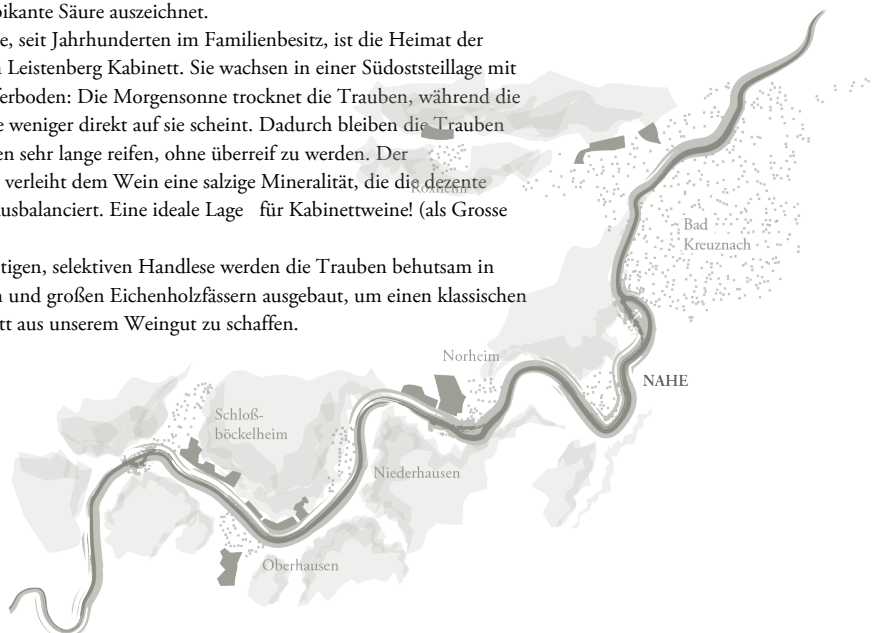 pikante Säure auszeichnet.
e, seit Jahrhunderten im Familienbesitz, ist die Heimat der
Leistenberg Kabinett. Sie wachsen in einer Südoststeillage mit
ferboden: Die Morgensonne trocknet die Trauben, während die
e weniger direkt auf sie scheint. Dadurch bleiben die Trauben
en sehr lange reifen, ohne überreif zu werden. Der
verleiht dem Wein eine salzige Mineralität, die die dezente
usbalanciert. Eine ideale Lage für Kabinettweine! (als Grosse
tigen, selektiven Handlese werden die Trauben behutsam in
n und großen Eichenholzfässern ausgebaut, um einen klassischen
tt aus unserem Weingut zu schaffen.
Roxheim
Bad
Kreuznach
Norheim
NAHE
Schloß-
böckelheim
Niederhausen
Oberhausen